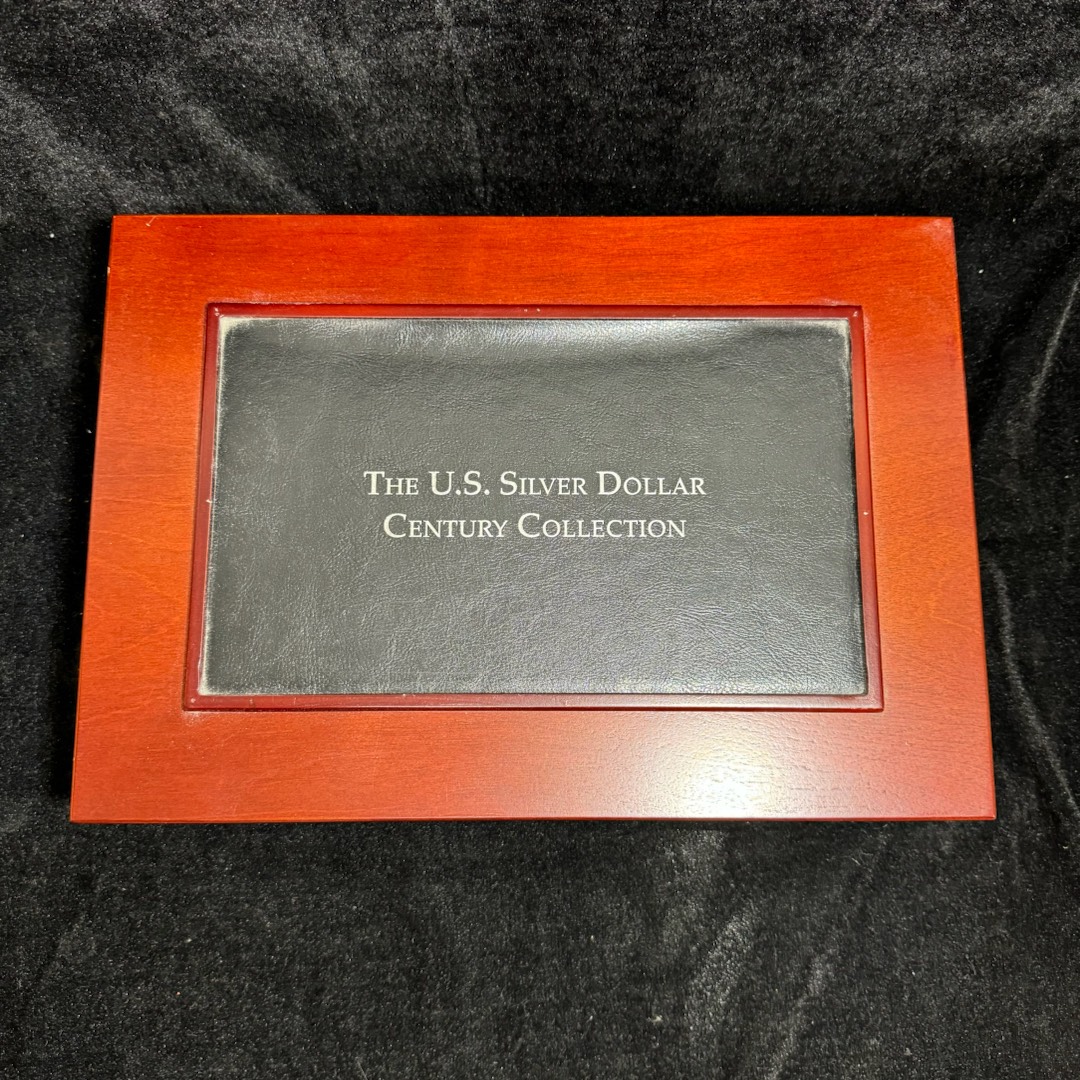 The U.S. Silver Dollar
Century Collection